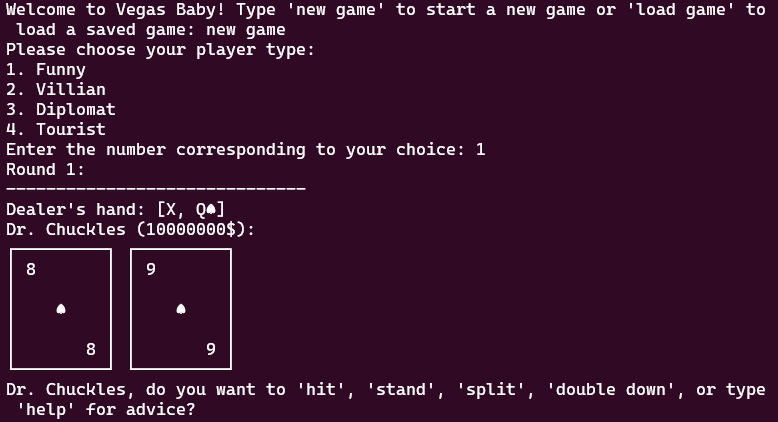 Welcome to Vegas Baby! Type 'new game' to start a new game or 'load game' to
load a saved game: new game
Please choose your player type:
1. Funny
2. Villian
3. Diplomat
4. Tourist
Enter the number corresponding to your choice: 1
Round 1:
------------------------------
Dealer's hand: [X, Q♠]
Dr. Chuckles (10000000$):
8 9
♠ ♠
8 9
Dr. Chuckles, do you want to 'hit', 'stand', 'split', 'double down', or type
'help' for advice?